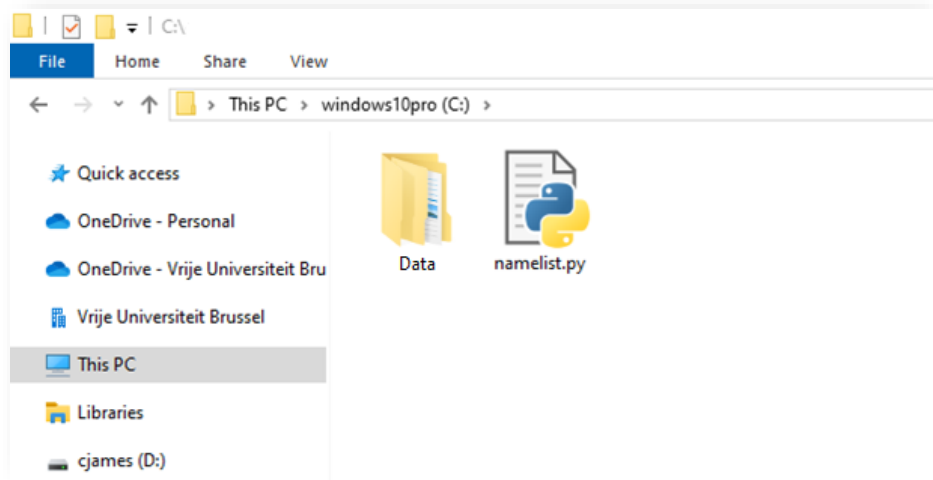 C:\
File Home Share View
This PC > windows10pro (C:) >
Quick access
OneDrive - Personal
OneDrive - Vrije Universiteit Bru
Vrije Universiteit Brussel
This PC
Libraries
cjames (D:)
Data namelist.py